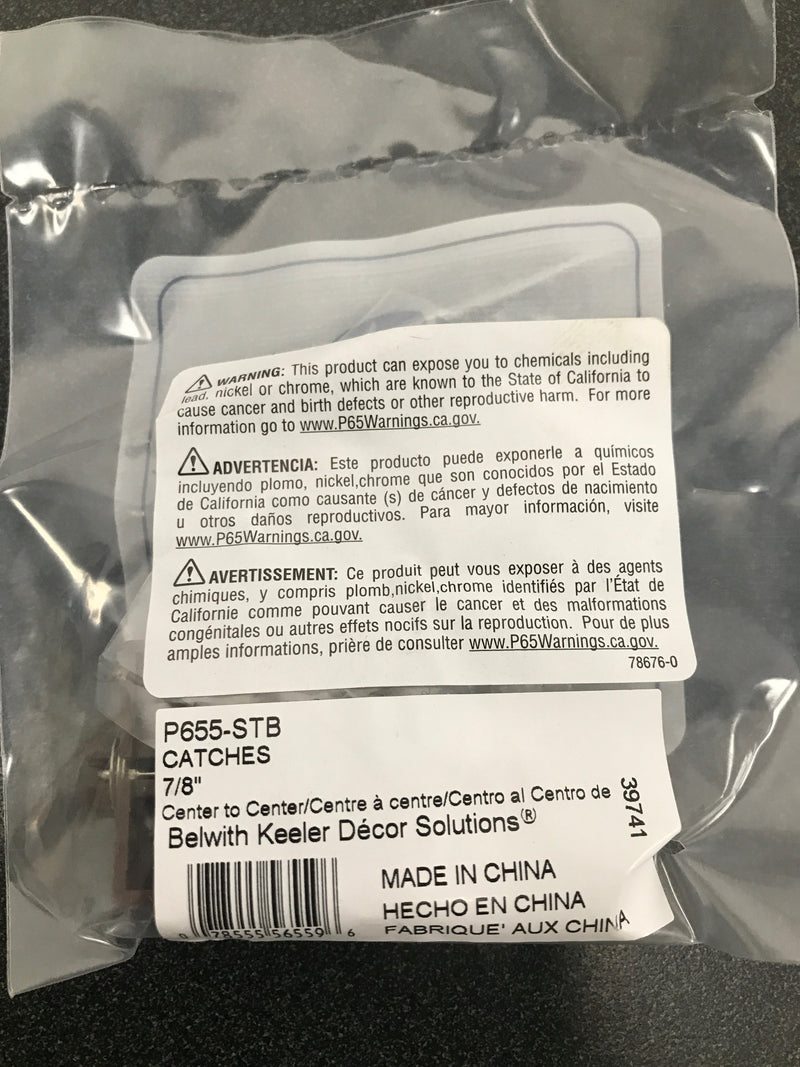 WARNING: This product can expose you to chemicals including
lead, nickel or chrome, which are known to the State of California to
cause cancer and birth defects or other reproductive harm. For more
information go to www.P65Warnings.ca.gov.
ADVERTENCIA: Este producto puede exponerle a químicos
incluyendo plomo, nickel,chrome que son conocidos por el Estado
de California como causante (s) de cáncer y defectos de nacimiento
u otros daños reproductivos. Para mayor información, visite
www.P65Warnings.ca.gov.
AVERTISSEMENT: Ce produit peut vous exposer à des agents
chimiques, y compris plomb,nickel,chrome identifiés par l'État de
Californie comme pouvant causer le cancer et des malformations
congénitales ou autres effets nocifs sur la reproduction. Pour de plus
amples informations, prière de consulter www.P65Warnings.ca.gov.
78676-0
P655-STB
CATCHES
7/8"
Center to Center/Centre à centre/Centro al Centro de
Belwith Keeler Décor Solutions®
39741
MADE IN CHINA
HECHO EN CHINA
FABRIQUE' AUX CHINA
0 78555 56559 6